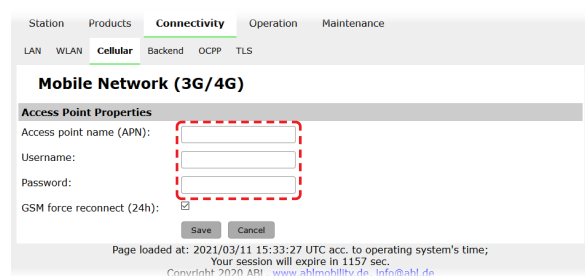 Station Products Connectivity Operation Maintenance
LAN WLAN Cellular Backend OCPP TLS
Mobile Network (3G/4G)
Access Point Properties
Access point name (APN):
Username:
Password:
GSM force reconnect (24h):
Save Cancel
Page loaded at: 2021/03/11 15:33:27 UTC acc. to operating system's time;
Your session will expire in 1157 sec.
Copyright 2020 ABL, www.ablmobility.de, info@abl.de